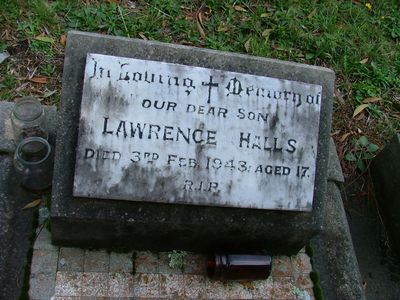 In Loving Memory of
OUR DEAR SON
LAWRENCE HALLS
DIED 3RD FEB. 1943, AGED 17.
R.I.P.